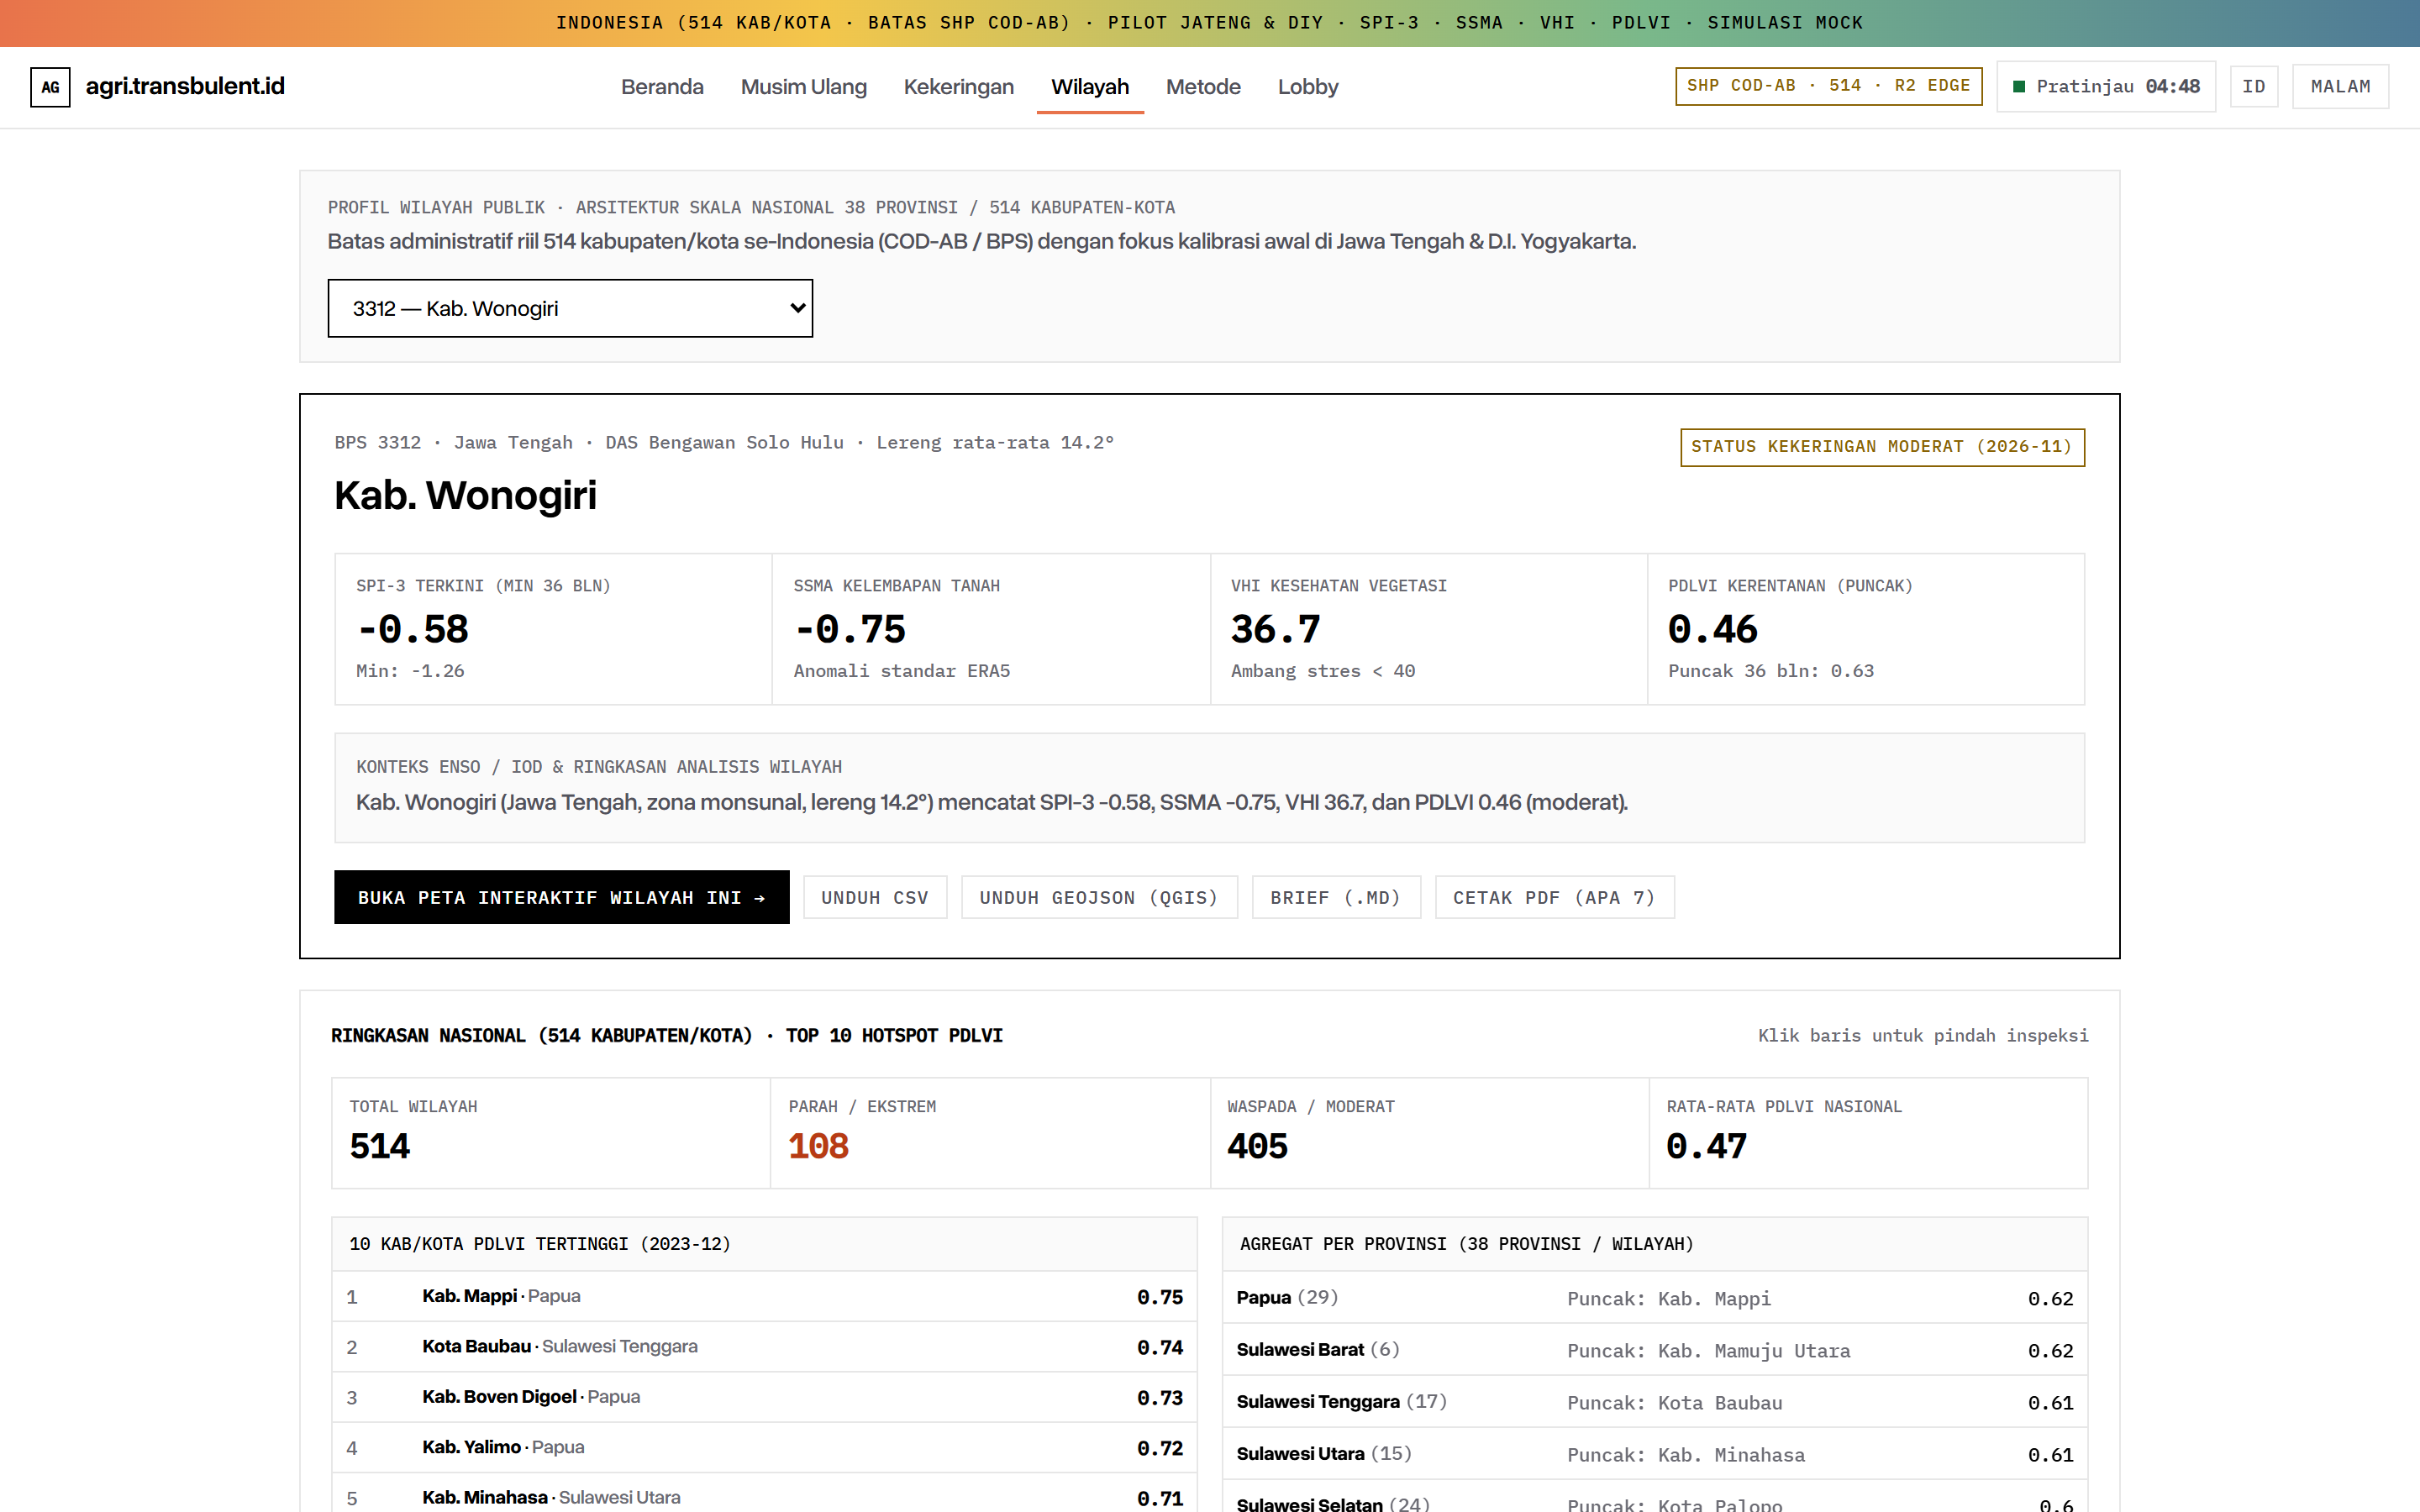 INDONESIA (514 KAB/KOTA · BATAS SHP COD-AB) · PILOT JATENG & DIY · SPI-3 · SSMA · VHI · PDLVI · SIMULASI MOCK
AG agri.transbulent.id Beranda Musim Ulang Kekeringan Wilayah Metode Lobby SHP COD-AB · 514 · R2 EDGE Pratinjau 04:48 ID MALAM
PROFIL WILAYAH PUBLIK · ARSITEKTUR SKALA NASIONAL 38 PROVINSI / 514 KABUPATEN-KOTA
Batas administratif riil 514 kabupaten/kota se-Indonesia (COD-AB / BPS) dengan fokus kalibrasi awal di Jawa Tengah & D.I. Yogyakarta.
3312 — Kab. Wonogiri
BPS 3312 · Jawa Tengah · DAS Bengawan Solo Hulu · Lereng rata-rata 14.2°
STATUS KEKERINGAN MODERAT (2026-11)
Kab. Wonogiri
SPI-3 TERKINI (MIN 36 BLN)
-0.58
Min: -1.26
SSMA KELEMBAPAN TANAH
-0.75
Anomali standar ERA5
VHI KESEHATAN VEGETASI
36.7
Ambang stres < 40
PDLVI KERENTANAN (PUNCAK)
0.46
Puncak 36 bln: 0.63
KONTEKS ENSO / IOD & RINGKASAN ANALISIS WILAYAH
Kab. Wonogiri (Jawa Tengah, zona monsunal, lereng 14.2°) mencatat SPI-3 -0.58, SSMA -0.75, VHI 36.7, dan PDLVI 0.46 (moderat).
BUKA PETA INTERAKTIF WILAYAH INI → UNDUH CSV UNDUH GEOJSON (QGIS) BRIEF (.MD) CETAK PDF (APA 7)
RINGKASAN NASIONAL (514 KABUPATEN/KOTA) · TOP 10 HOTSPOT PDLVI
Klik baris untuk pindah inspeksi
TOTAL WILAYAH
514
PARAH / EKSTREM
108
WASPADA / MODERAT
405
RATA-RATA PDLVI NASIONAL
0.47
10 KAB/KOTA PDLVI TERTINGGI (2023-12)
1 Kab. Mappi · Papua 0.75
2 Kota Baubau · Sulawesi Tenggara 0.74
3 Kab. Boven Digoel · Papua 0.73
4 Kab. Yalimo · Papua 0.72
5 Kab. Minahasa · Sulawesi Utara 0.71
AGREGAT PER PROVINSI (38 PROVINSI / WILAYAH)
Papua (29) Puncak: Kab. Mappi 0.62
Sulawesi Barat (6) Puncak: Kab. Mamuju Utara 0.62
Sulawesi Tenggara (17) Puncak: Kota Baubau 0.61
Sulawesi Utara (15) Puncak: Kab. Minahasa 0.61
Sulawesi Selatan (24) Puncak: Kota Palopo 0.6